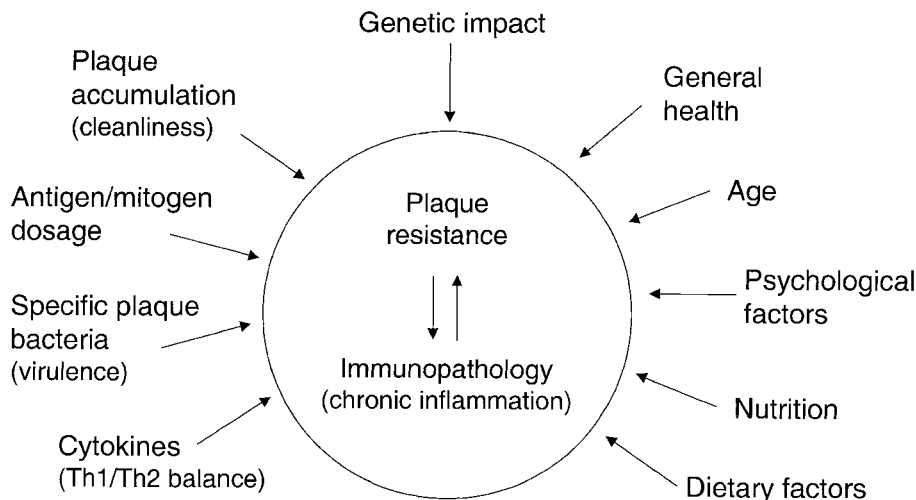 Genetic impact
Plaque
accumulation
(cleanliness)
General
health
Antigen/mitogen
dosage
Age
Plaque
resistance
Specific plaque
bacteria
(virulence)
Psychological
factors
Immunopathology
(chronic inflammation)
Nutrition
Cytokines
(Th1/Th2 balance)
Dietary factors